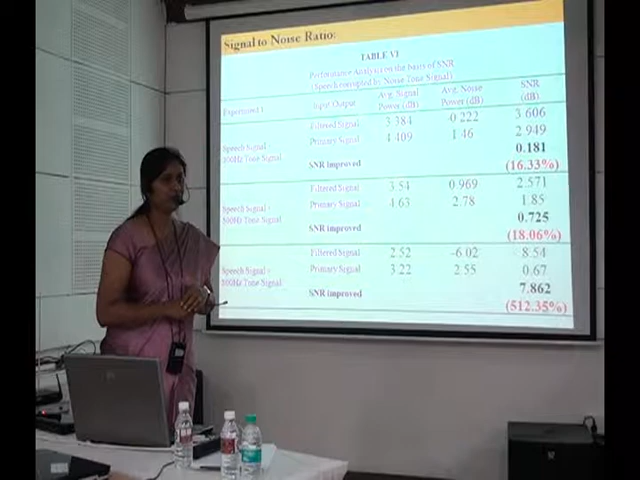 Signal to Noise Ratio:
TABLE VI
Performance Analysis on the basis of SNR
(Speech corrupted by Noise Tone Signal)
Experiment 1 Input Output Avg. Signal Power (dB) Avg. Noise Power (dB) SNR (dB)
Filtered Signal 3.384 -0.222 3.606
Speech Signal - Primary Signal 4.409 1.46 2.949
Tone Signal SNR improved 0.181
(16.33%)
Filtered Signal 3.54 0.969 2.571
Speech Signal - Primary Signal 4.63 2.78 1.85
Tone Signal SNR improved 0.725
(18.06%)
Filtered Signal 2.52 -6.02 8.54
Speech Signal - Primary Signal 3.22 2.55 0.67
Tone Signal SNR improved 7.862
(512.35%)